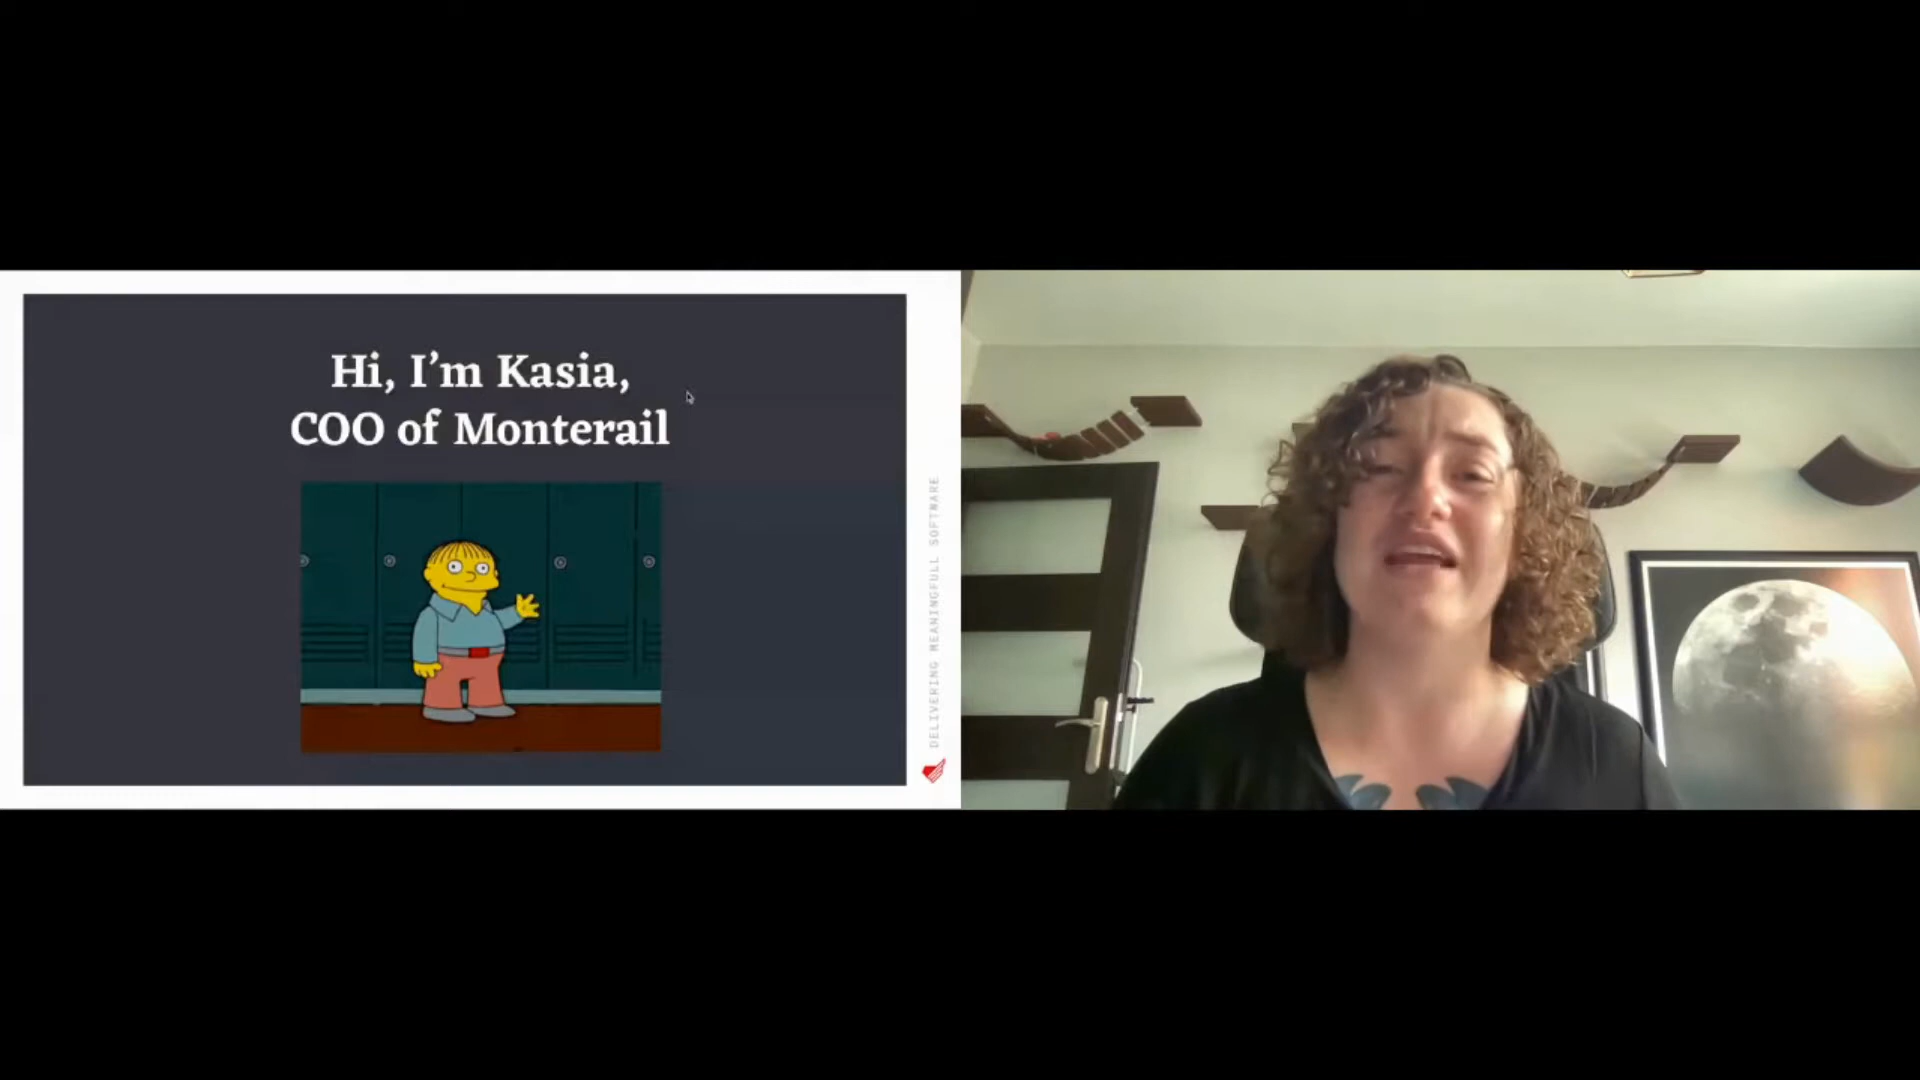 Hi, I’m Kasia,
COO of Monterail
DELIVERING MEANINGFULL SOFTWARE